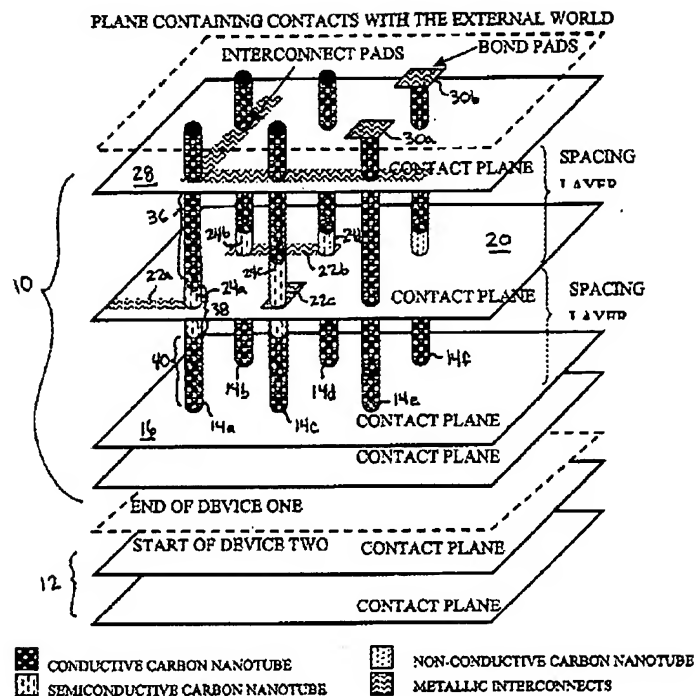 PLANE CONTAINING CONTACTS WITH THE EXTERNAL WORLD
INTERCONNECT PADS
BOND PADS
30b
30a
28
CONTACT PLANE
SPACING
LAYER
36
10
24b
22b
20
24c
22a
24a
22c
38
CONTACT PLANE
SPACING
LAYER
40
14b
14d
14f
14a
14c
14e
16
CONTACT PLANE
CONTACT PLANE
END OF DEVICE ONE
START OF DEVICE TWO
CONTACT PLANE
12
CONTACT PLANE
CONDUCTIVE CARBON NANOTUBE
NON-CONDUCTIVE CARBON NANOTUBE
SEMICONDUCTIVE CARBON NANOTUBE
METALLIC INTERCONNECTS